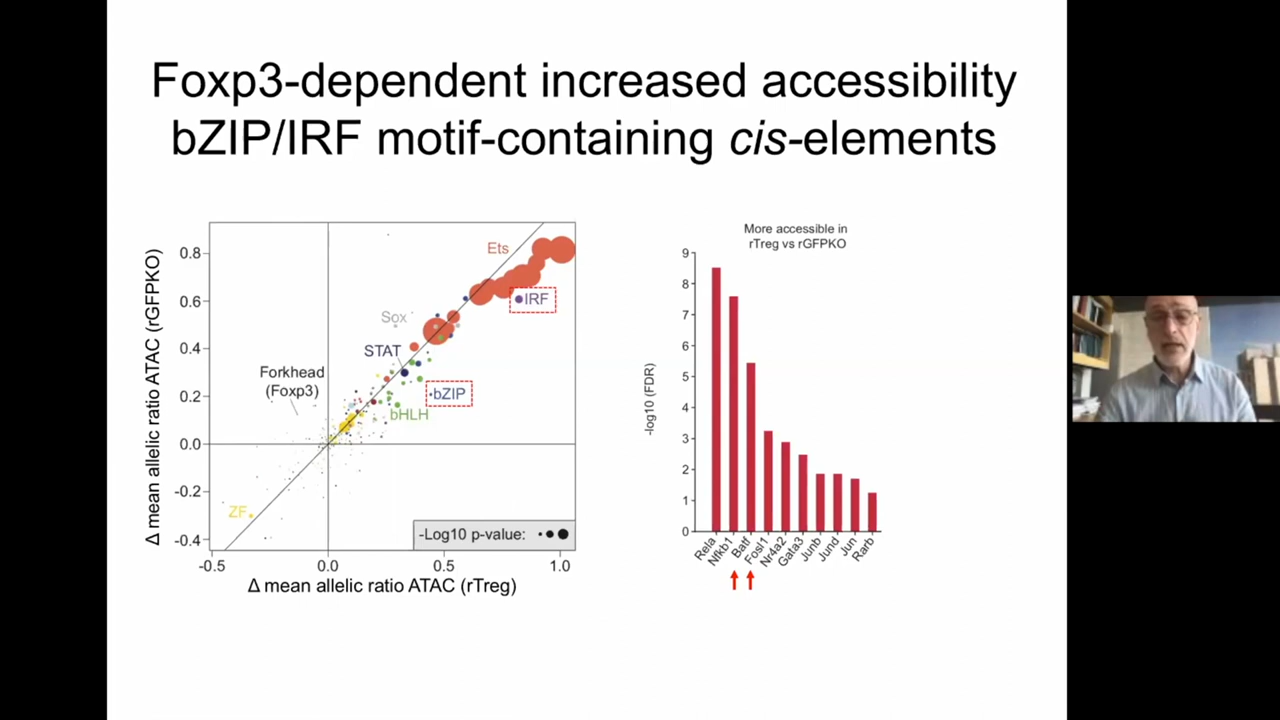 Foxp3-dependent increased accessibility
bZIP/IRF motif-containing cis-elements
Δ mean allelic ratio ATAC (rGFPKO)
0.8
0.6
0.4
0.2
0.0
-0.2
-0.4
Ets
IRF
Sox
STAT
Forkhead
(Foxp3)
bZIP
bHLH
ZF
-Log10 p-value:
-0.5
0.0
0.5
1.0
Δ mean allelic ratio ATAC (rTreg)
More accessible in
rTreg vs rGFPKO
-log10 (FDR)
9
8
7
6
5
4
3
2
1
0
Rela
Nfkb1
Batf
Fosl1
Nr4a2
Gata3
Junb
Jund
Jun
Rarb